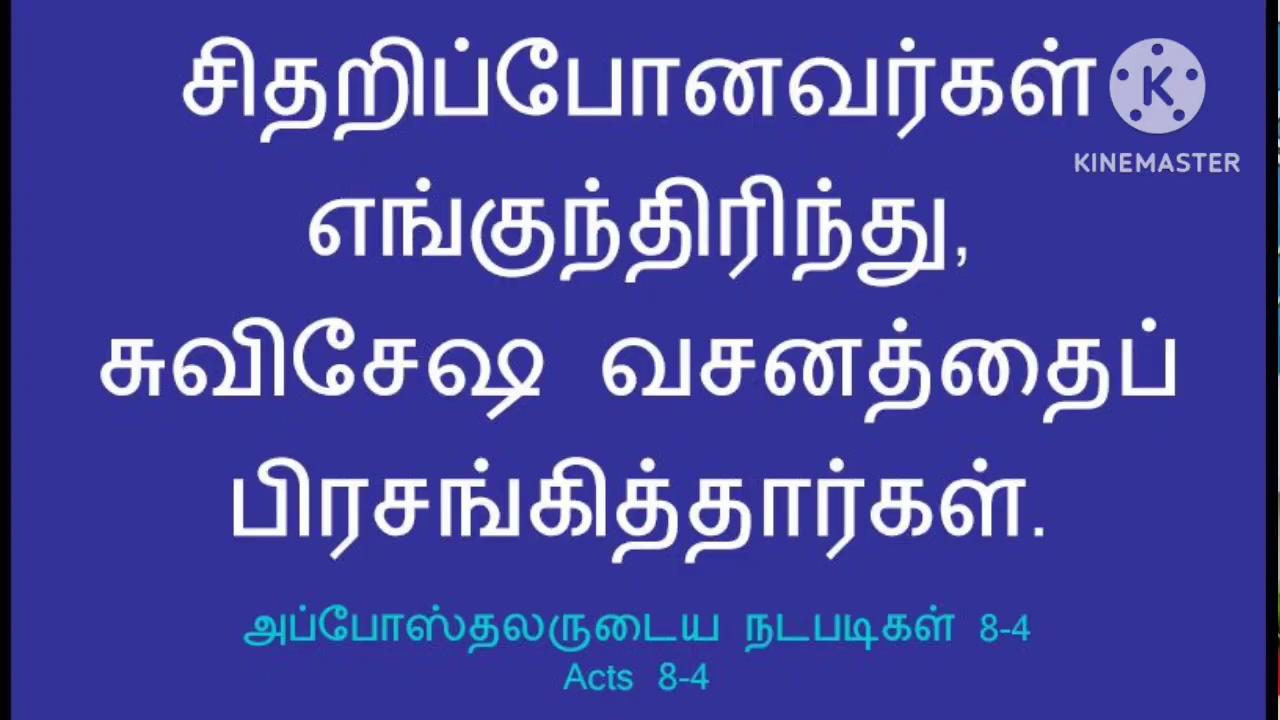 சிதறிப்போனவர்கள்
K
KINEMASTER
எங்குந்திரிந்து,
சுவிசேஷ வசனத்தைப்
பிரசங்கித்தார்கள்.
அப்போஸ்தலருடைய நடபடிகள் 8-4
Acts 8-4